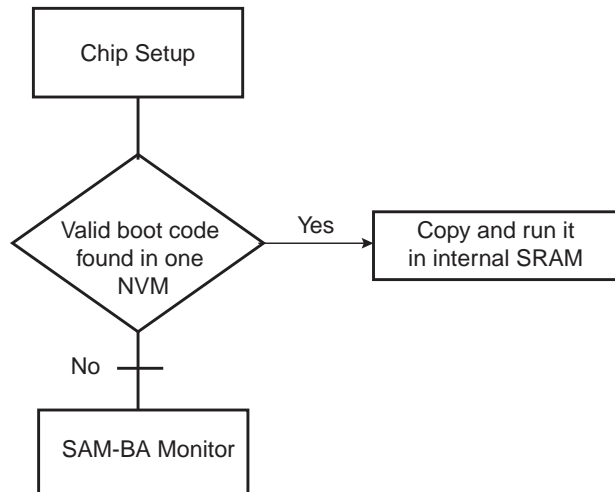 Chip Setup
Valid boot code
found in one
NVM
Yes
Copy and run it
in internal SRAM
No
SAM-BA Monitor